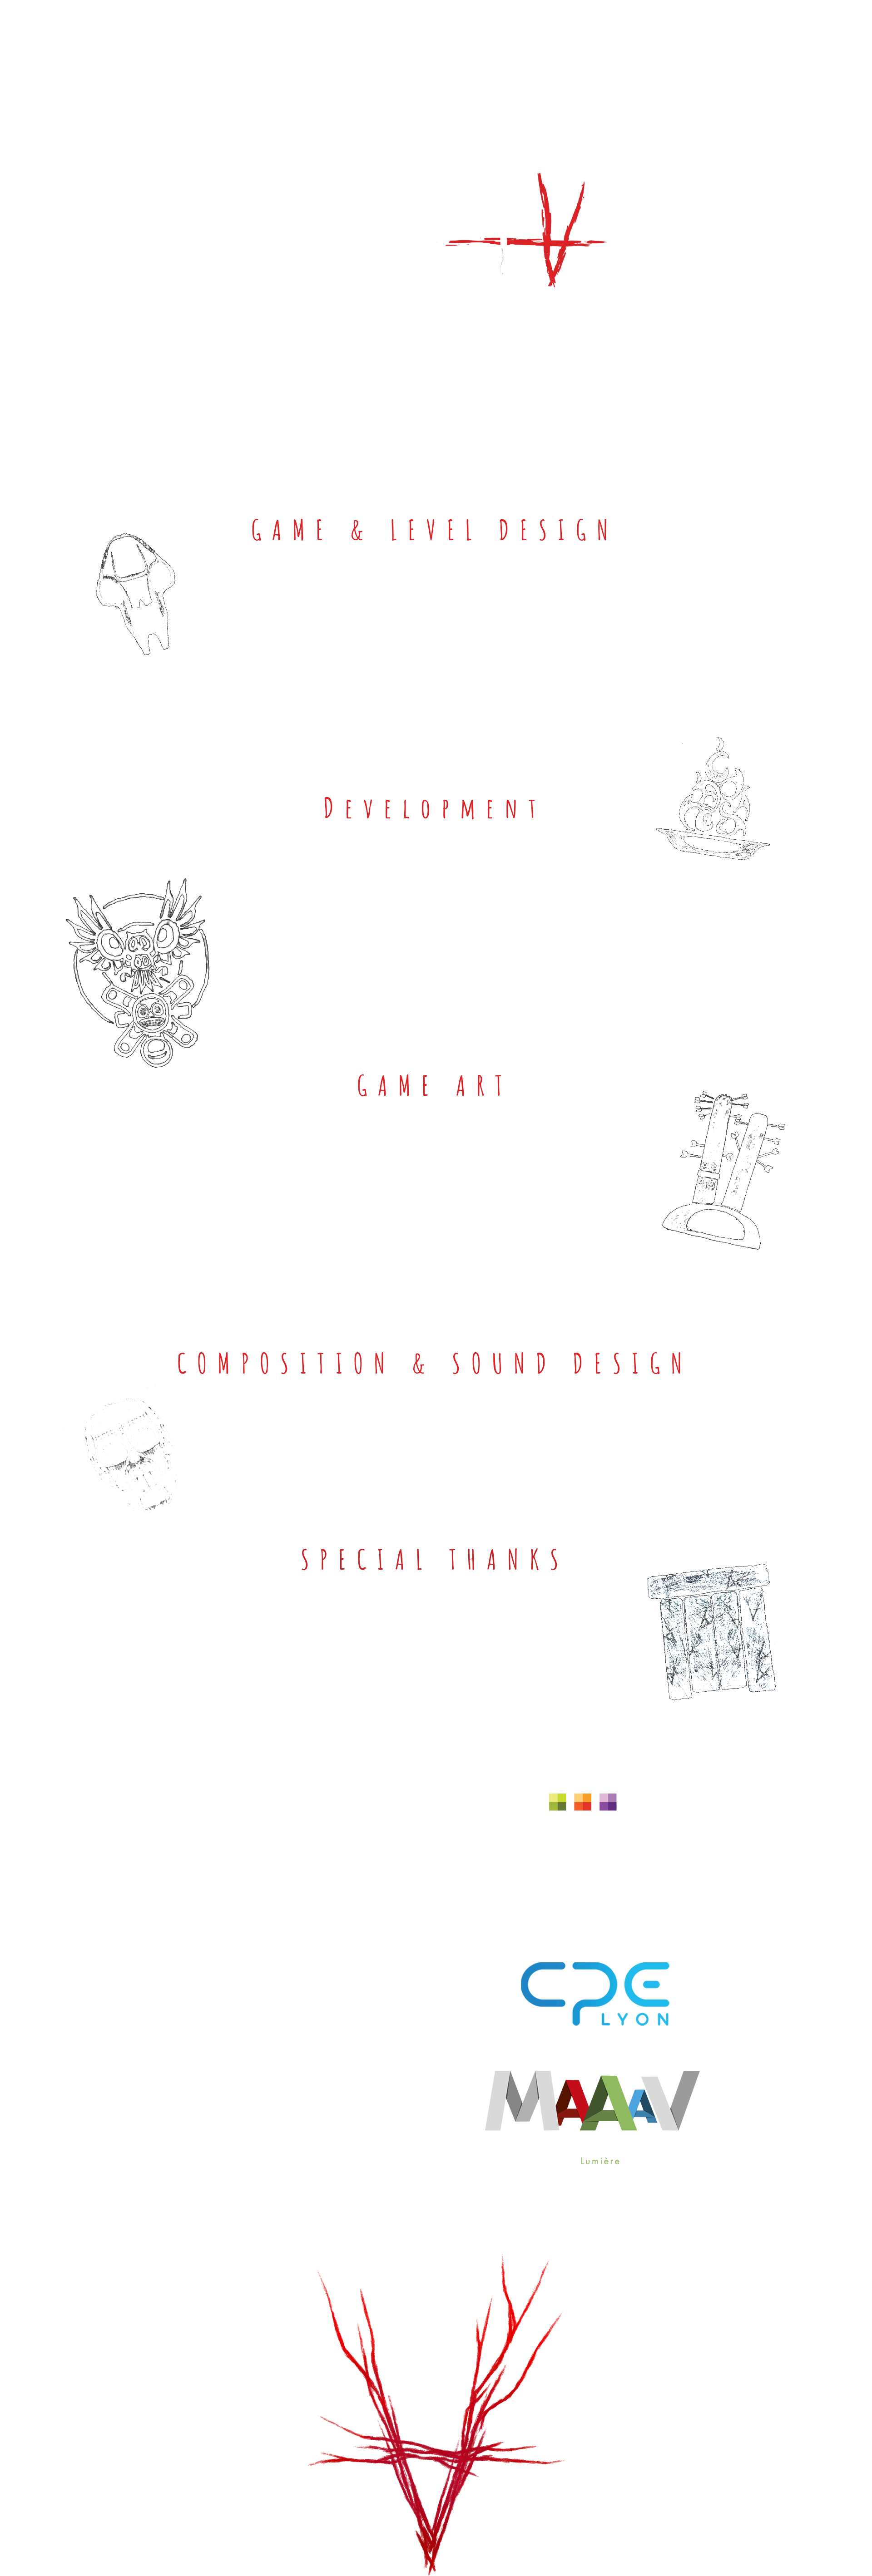 GAME & LEVEL DESIGN
DEVELOPMENT
GAME ART
COMPOSITION & SOUND DESIGN
SPECIAL THANKS
CPE
LYON
MAAAV
Lumière